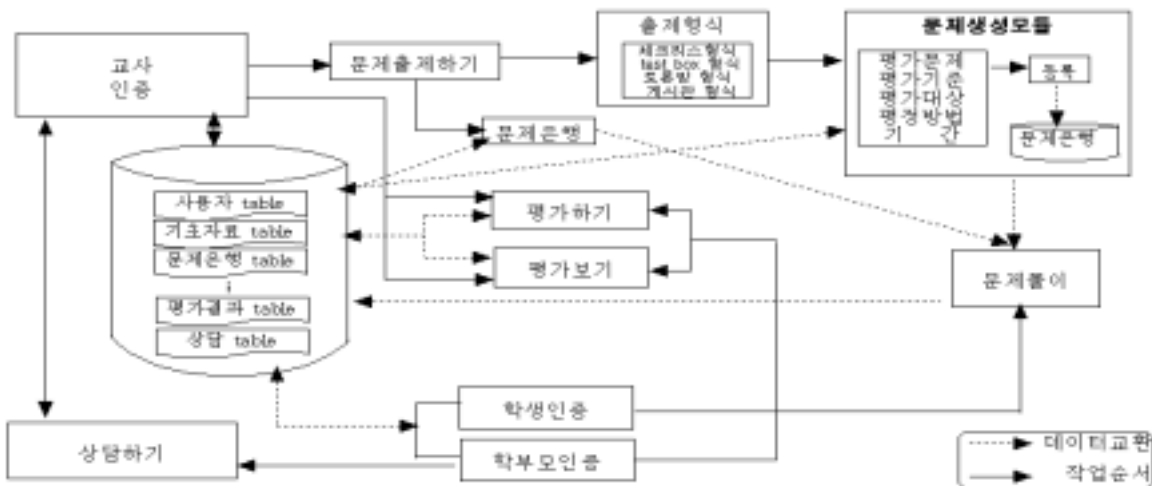 교사
인증
문제출제하기
출제형식
체크리스형식
test box 형식
토론방 형식
게시판 형식
문제생성모듈
평가문제
평가기준
평가대상
평정방법
기 간
등록
문제은행
문제은행
사용자 table
기초자료 table
문제은행 table
평가결과 table
상담 table
평가하기
평가보기
문제풀이
학생인증
학부모인증
상담하기
데이터교환
작업순서